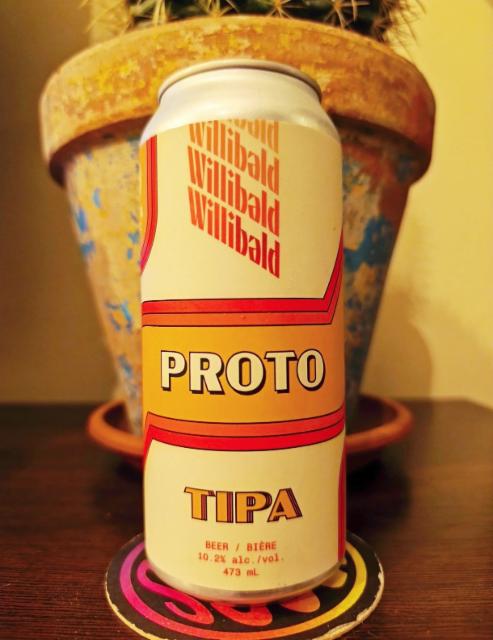 Willibald
Willibald
Willibald
Willibald
PROTO
TIPA
BEER / BIÈRE
10.2% alc./vol.
473 mL